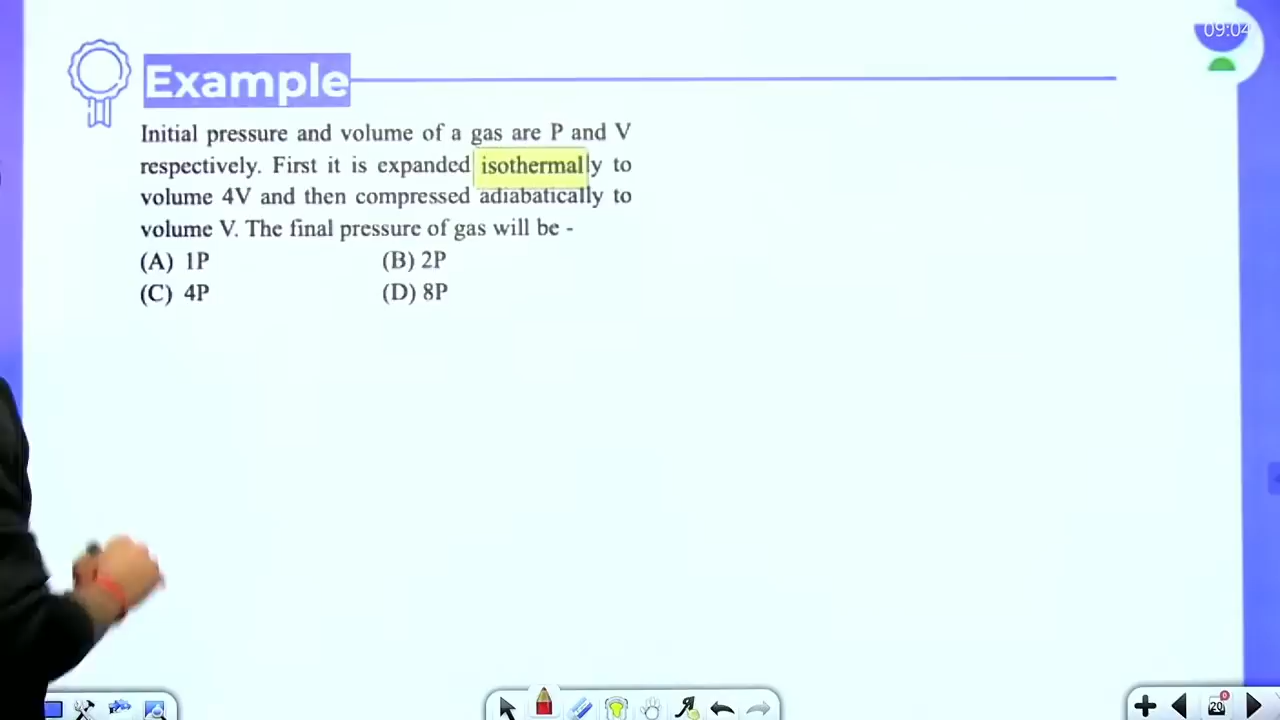 09:04
Example
Initial pressure and volume of a gas are P and V
respectively. First it is expanded isothermally to
volume 4V and then compressed adiabatically to
volume V. The final pressure of gas will be -
(A) 1P (B) 2P
(C) 4P (D) 8P
0
20